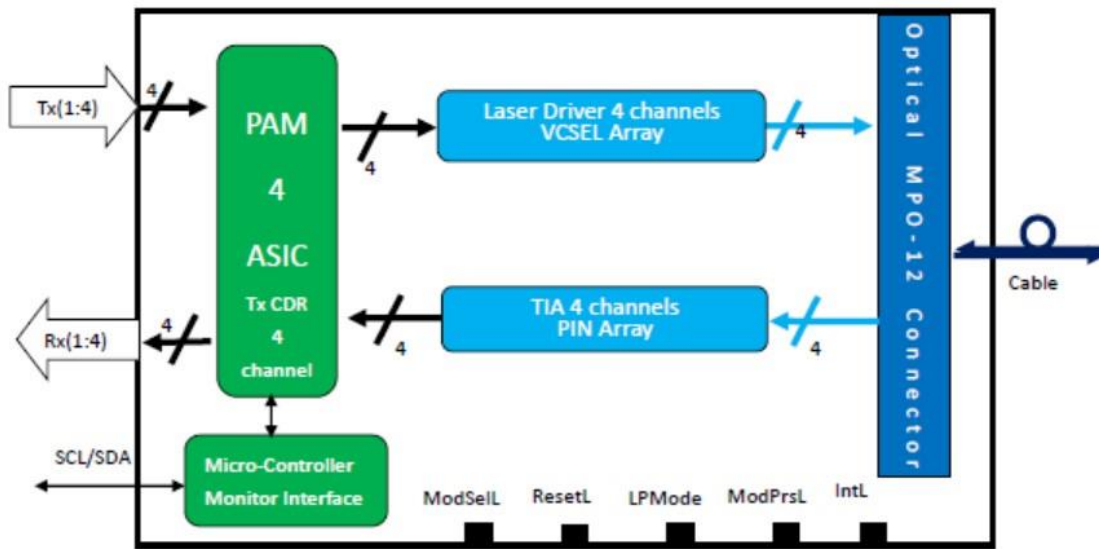 Tx(1:4)
4
PAM
4
ASIC
Tx CDR
4
channel
4
Laser Driver 4 channels
VCSEL Array
4
Optical MPO-12 Connector
Cable
Rx(1:4)
4
4
TIA 4 channels
PIN Array
4
SCL/SDA
Micro-Controller
Monitor Interface
ModSelL
ResetL
LPMode
ModPrsL
IntL